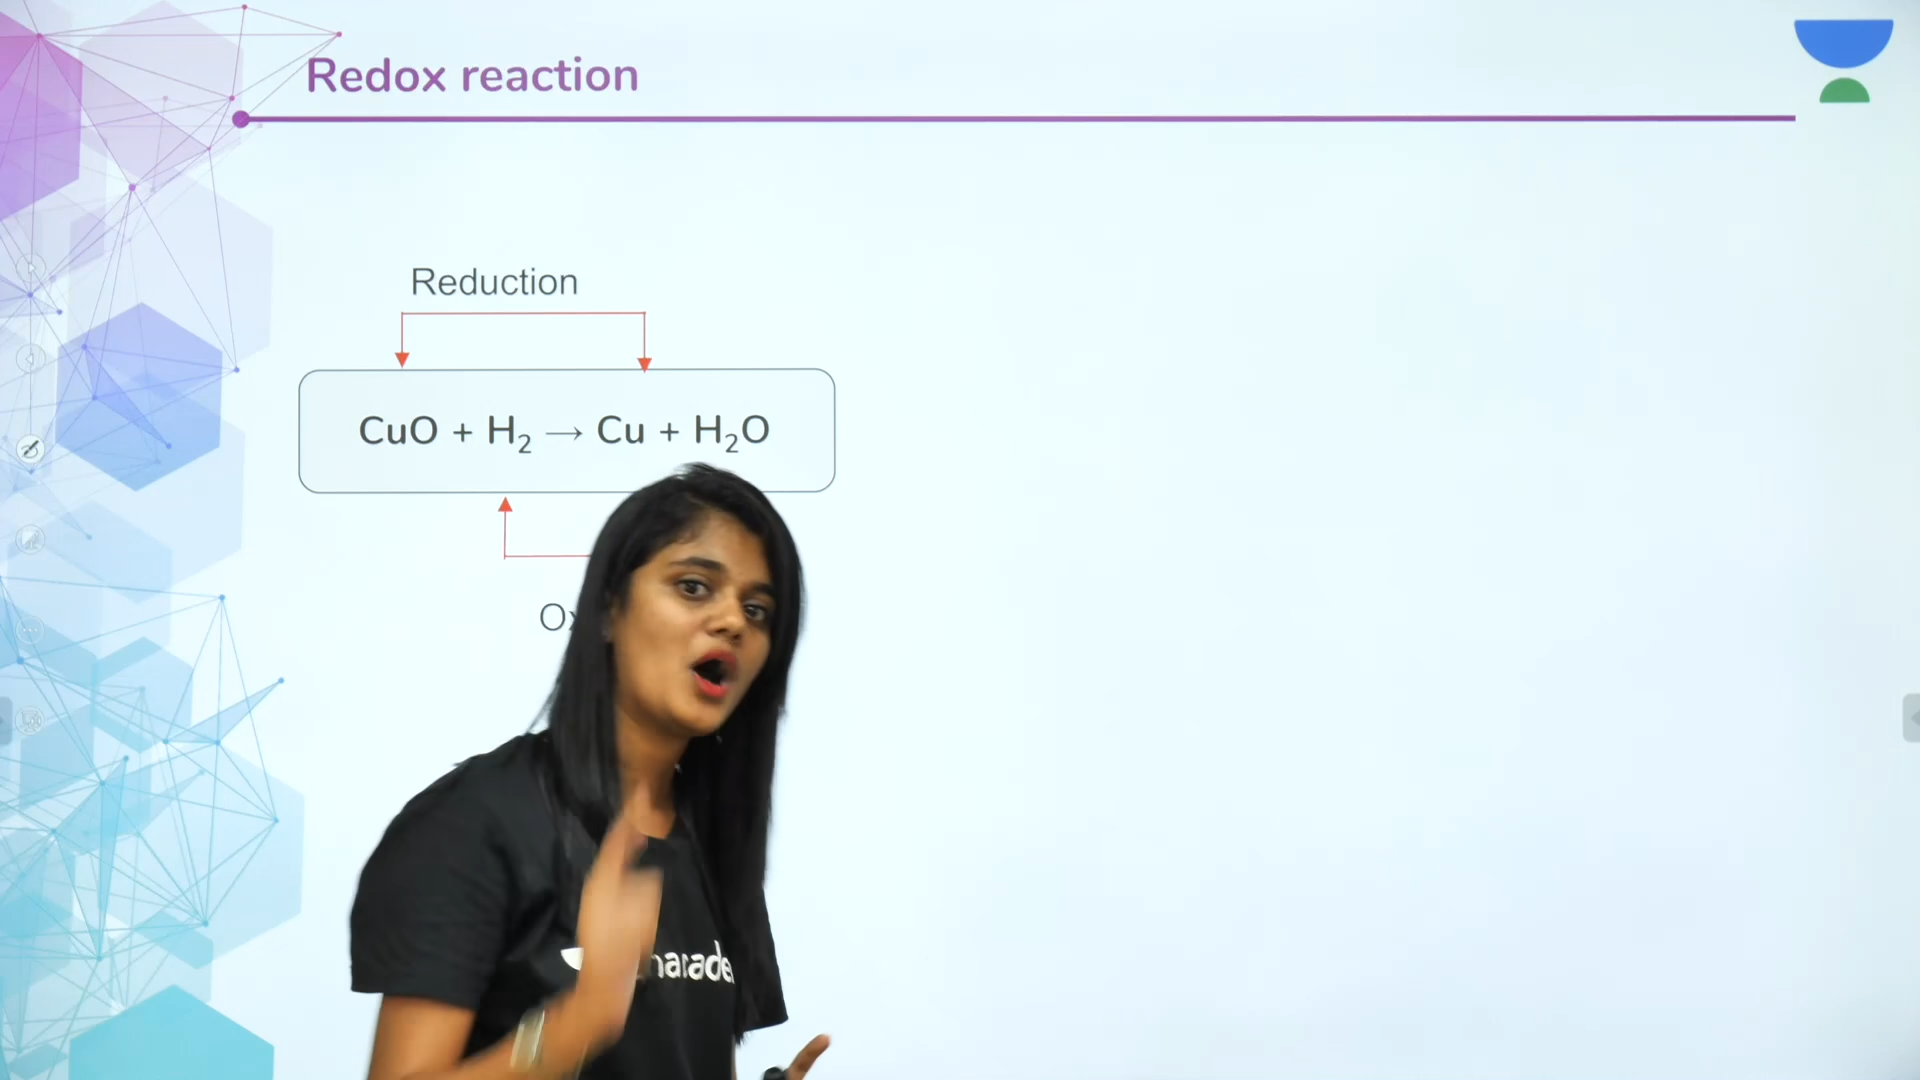 Redox reaction
Reduction
CuO + H₂ → Cu + H₂O